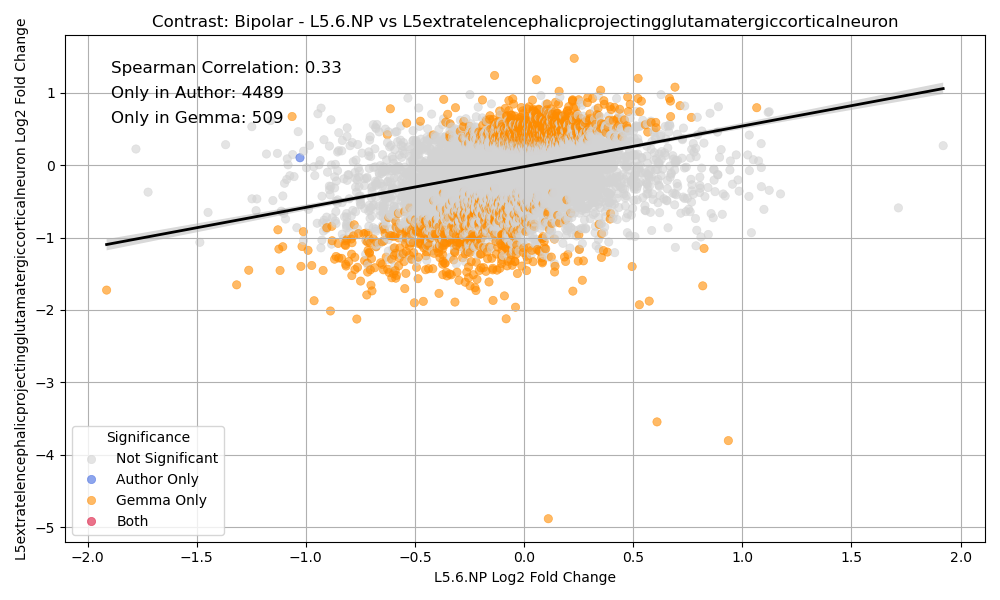 Contrast: Bipolar - L5.6.NP vs L5extratelencephalicprojectingglutamatergiccorticalneuron
Spearman Correlation: 0.33
Only in Author: 4489
Only in Gemma: 509
L5extratelencephalicprojectingglutamatergiccorticalneuron Log2 Fold Change
1
0
−1
−2
−3
−4
−5
Significance
Not Significant
Author Only
Gemma Only
Both
−2.0 −1.5 −1.0 −0.5 0.0 0.5 1.0 1.5 2.0
L5.6.NP Log2 Fold Change